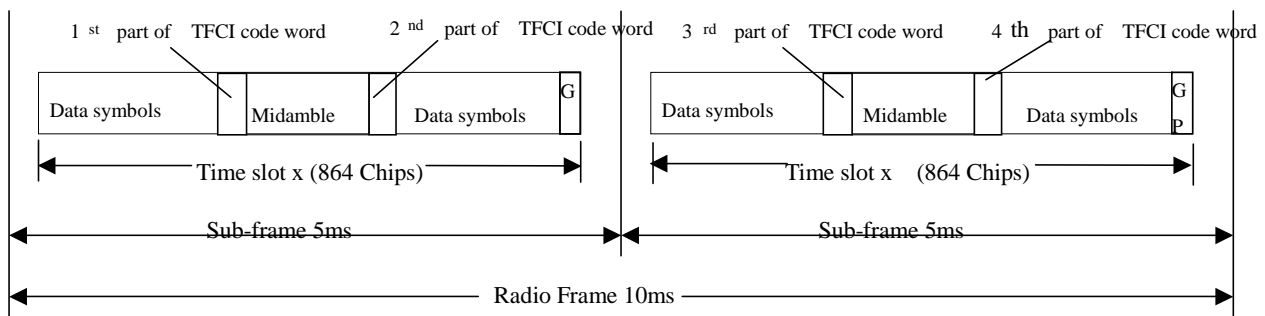 1 st part of TFCI code word 2 nd part of TFCI code word 3 rd part of TFCI code word 4 th part of TFCI code word
Data symbols Midamble Data symbols G Data symbols Midamble Data symbols G P
Time slot x (864 Chips) Time slot x (864 Chips)
Sub-frame 5ms Sub-frame 5ms
Radio Frame 10ms